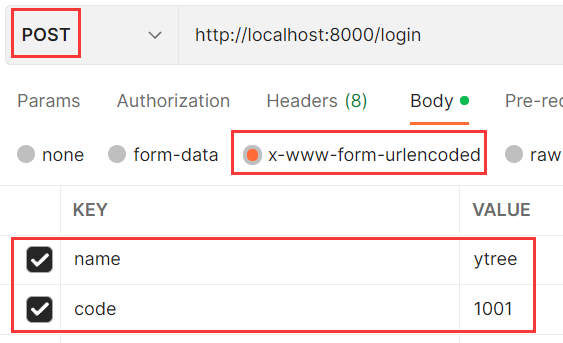 POST http://localhost:8000/login
Params Authorization Headers (8) Body Pre-req
none form-data x-www-form-urlencoded raw
KEY VALUE
name ytree
code 1001